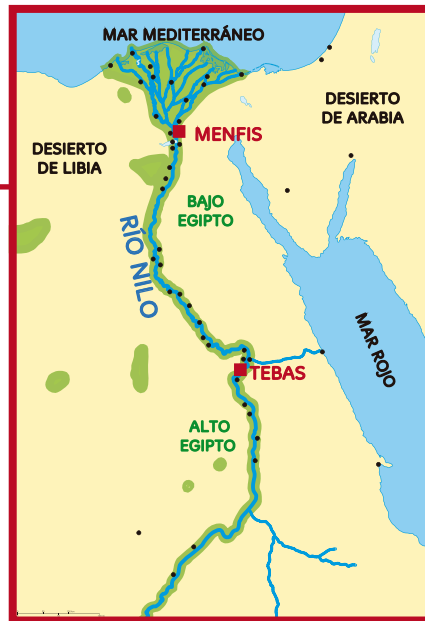 MAR MEDITERRÁNEO
DESIERTO
DE ARABIA
MENFIS
DESIERTO
DE LIBIA
BAJO
EGIPTO
RÍO NILO
MAR ROJO
TEBAS
ALTO
EGIPTO